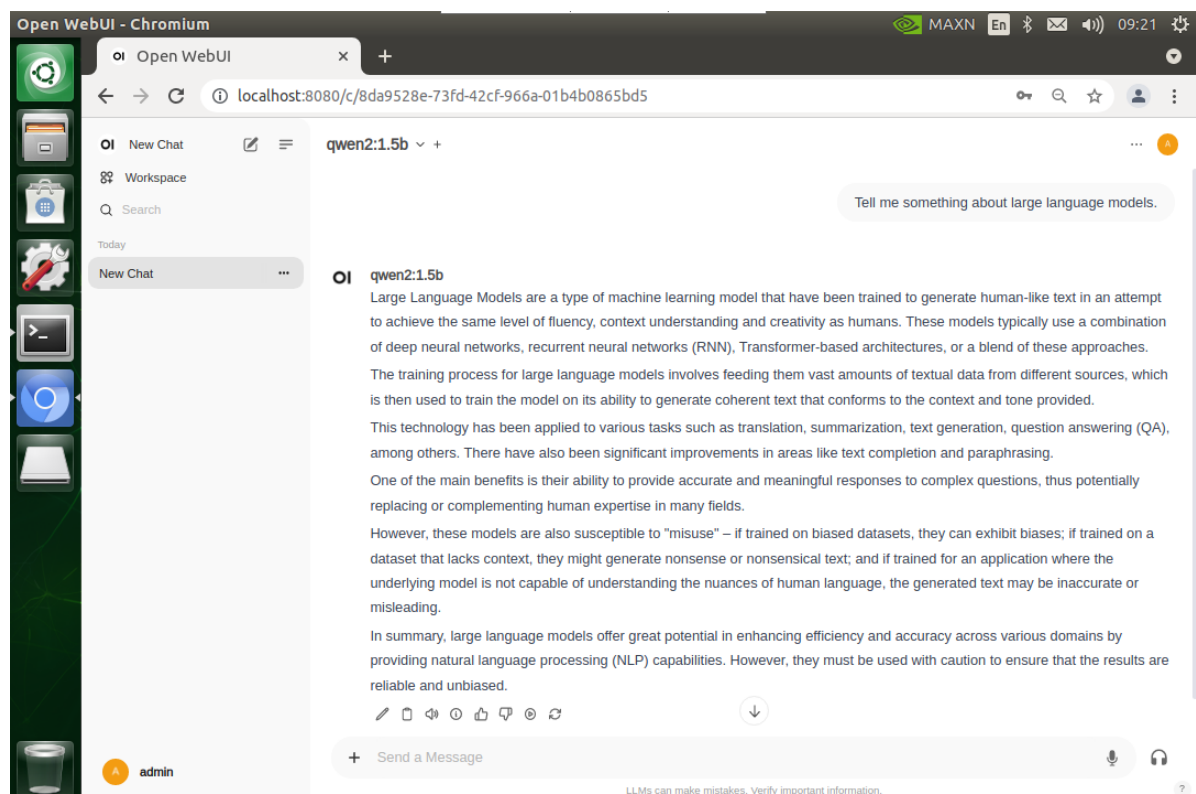 Open WebUI - Chromium
MAXN En 09:21
OI Open WebUI
localhost:8080/c/8da9528e-73fd-42cf-966a-01b4b0865bd5
OI New Chat
Workspace
Search
Today
New Chat
A admin
qwen2:1.5b
A
Tell me something about large language models.
OI qwen2:1.5b
Large Language Models are a type of machine learning model that have been trained to generate human-like text in an attempt
to achieve the same level of fluency, context understanding and creativity as humans. These models typically use a combination
of deep neural networks, recurrent neural networks (RNN), Transformer-based architectures, or a blend of these approaches.
The training process for large language models involves feeding them vast amounts of textual data from different sources, which
is then used to train the model on its ability to generate coherent text that conforms to the context and tone provided.
This technology has been applied to various tasks such as translation, summarization, text generation, question answering (QA),
among others. There have also been significant improvements in areas like text completion and paraphrasing.
One of the main benefits is their ability to provide accurate and meaningful responses to complex questions, thus potentially
replacing or complementing human expertise in many fields.
However, these models are also susceptible to "misuse" – if trained on biased datasets, they can exhibit biases; if trained on a
dataset that lacks context, they might generate nonsense or nonsensical text; and if trained for an application where the
underlying model is not capable of understanding the nuances of human language, the generated text may be inaccurate or
misleading.
In summary, large language models offer great potential in enhancing efficiency and accuracy across various domains by
providing natural language processing (NLP) capabilities. However, they must be used with caution to ensure that the results are
reliable and unbiased.
Send a Message
LLMs can make mistakes. Verify important information.
?